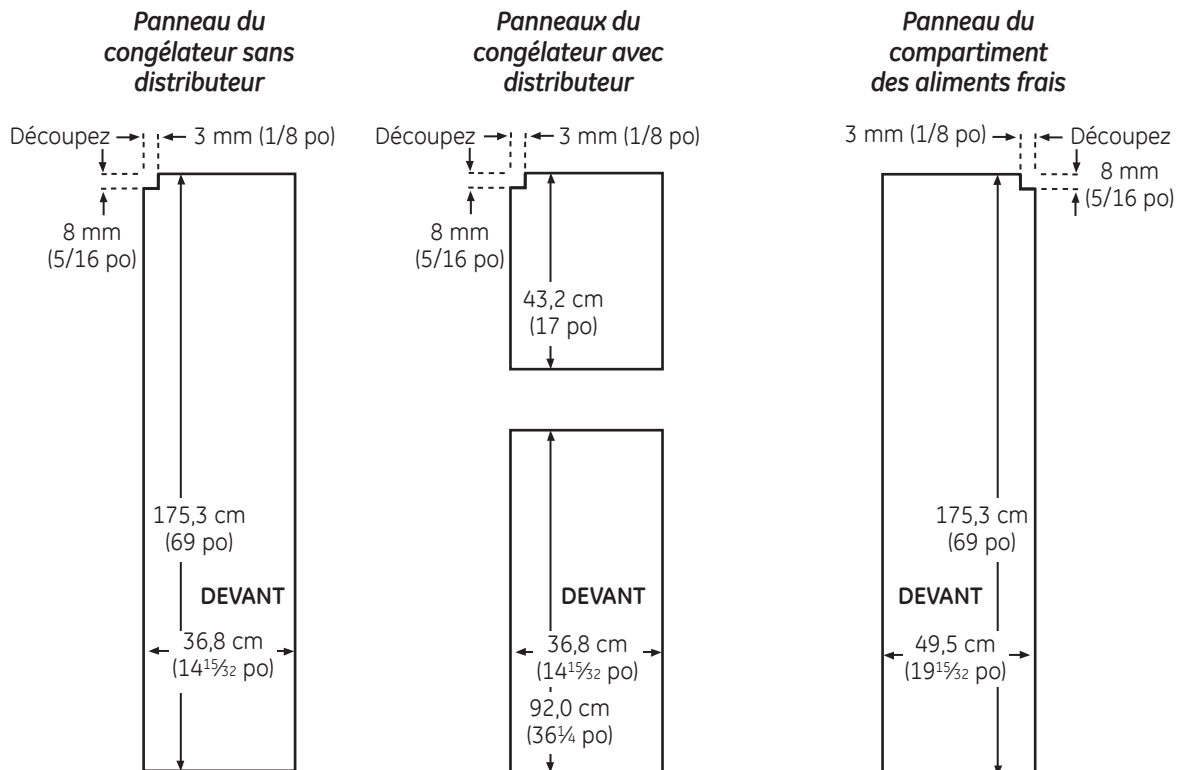 Panneau du
congélateur sans
distributeur
Découpez
3 mm (1/8 po)
8 mm
(5/16 po)
175,3 cm
(69 po)
DEVANT
36,8 cm
(14 15/32 po)
Panneaux du
congélateur avec
distributeur
Découpez
3 mm (1/8 po)
8 mm
(5/16 po)
43,2 cm
(17 po)
DEVANT
36,8 cm
(14 15/32 po)
92,0 cm
(36 1/4 po)
Panneau du
compartiment
des aliments frais
3 mm (1/8 po)
Découpez
8 mm
(5/16 po)
175,3 cm
(69 po)
DEVANT
49,5 cm
(19 15/32 po)